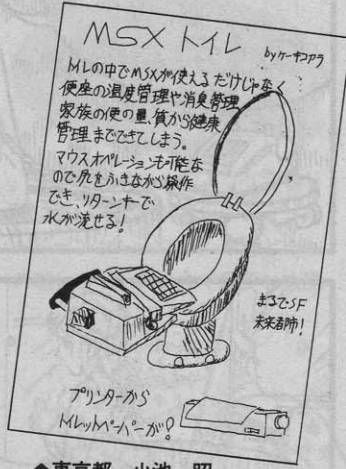 MSX トイレ
byケーキコアラ
トイレの中でMSXが使えるだけじゃなく
便座の温度管理や消臭管理
家族の便の量、質から健康
管理までできてしまう。
マウスオペレーションも可能な
ので尻をふきながら操作
でき、リターンキーで
水が流せる!
まるでSF
未来都市!
プリンターから
トイレットペーパーが?
◆東京都 小池 昭